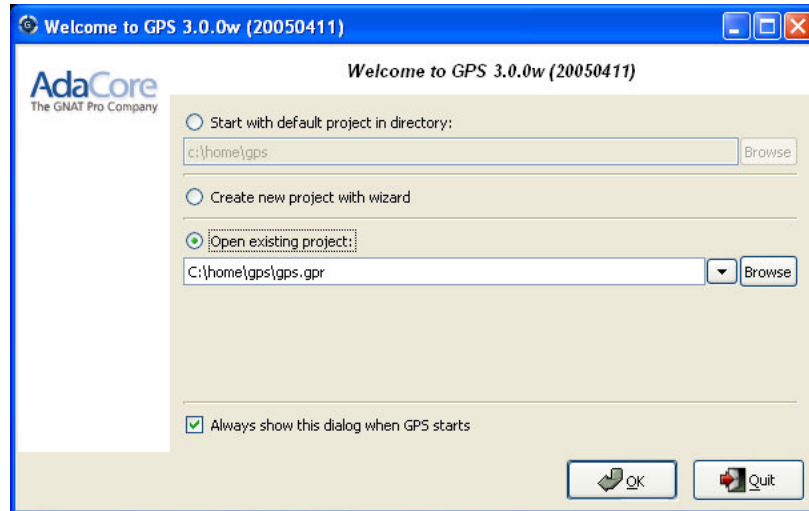 Welcome to GPS 3.0.0w (20050411)
Welcome to GPS 3.0.0w (20050411)
AdaCore
The GNAT Pro Company
Start with default project in directory:
c:\home\gps Browse
Create new project with wizard
Open existing project:
C:\home\gps\gps.gpr Browse
Always show this dialog when GPS starts
OK Quit